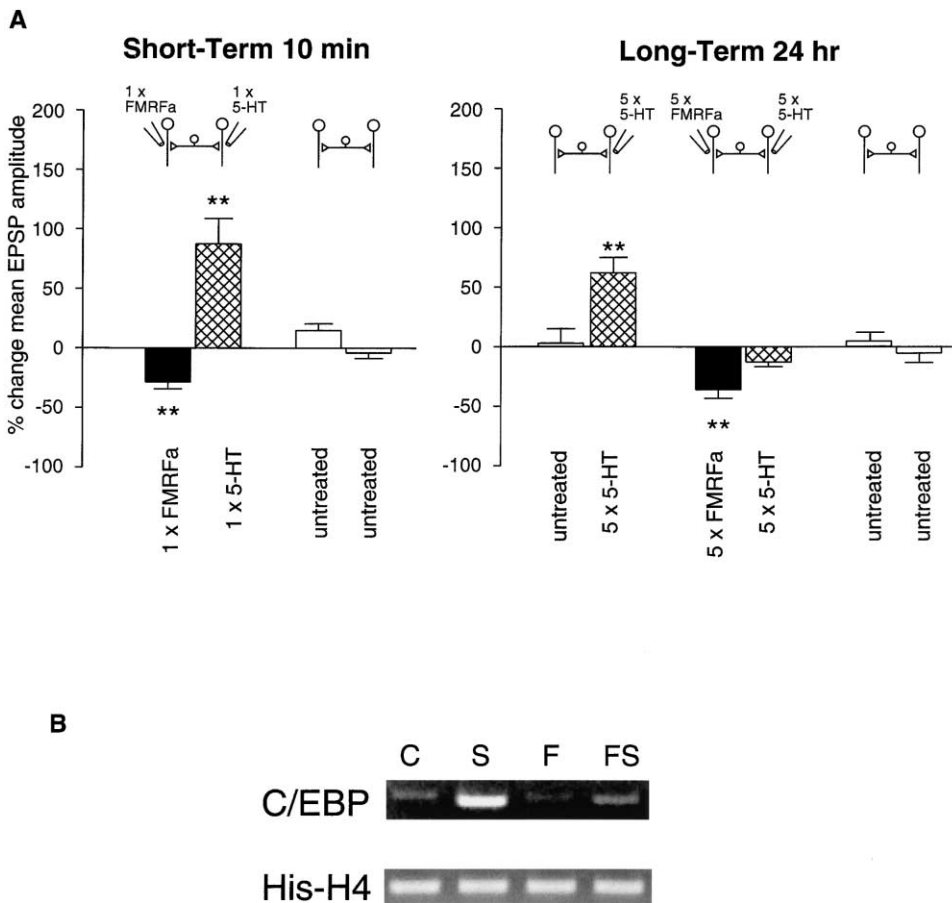 A
Short-Term 10 min
Long-Term 24 hr
% change mean EPSP amplitude
200
150
100
50
0
-50
-100
1 x
FMRFa
1 x
5-HT
**
**
1 x FMRFa
1 x 5-HT
untreated
untreated
200
150
100
50
0
-50
-100
5 x
5-HT
5 x
FMRFa
5 x
5-HT
**
**
untreated
5 x 5-HT
5 x FMRFa
5 x 5-HT
untreated
untreated
B
C S F FS
C/EBP
His-H4